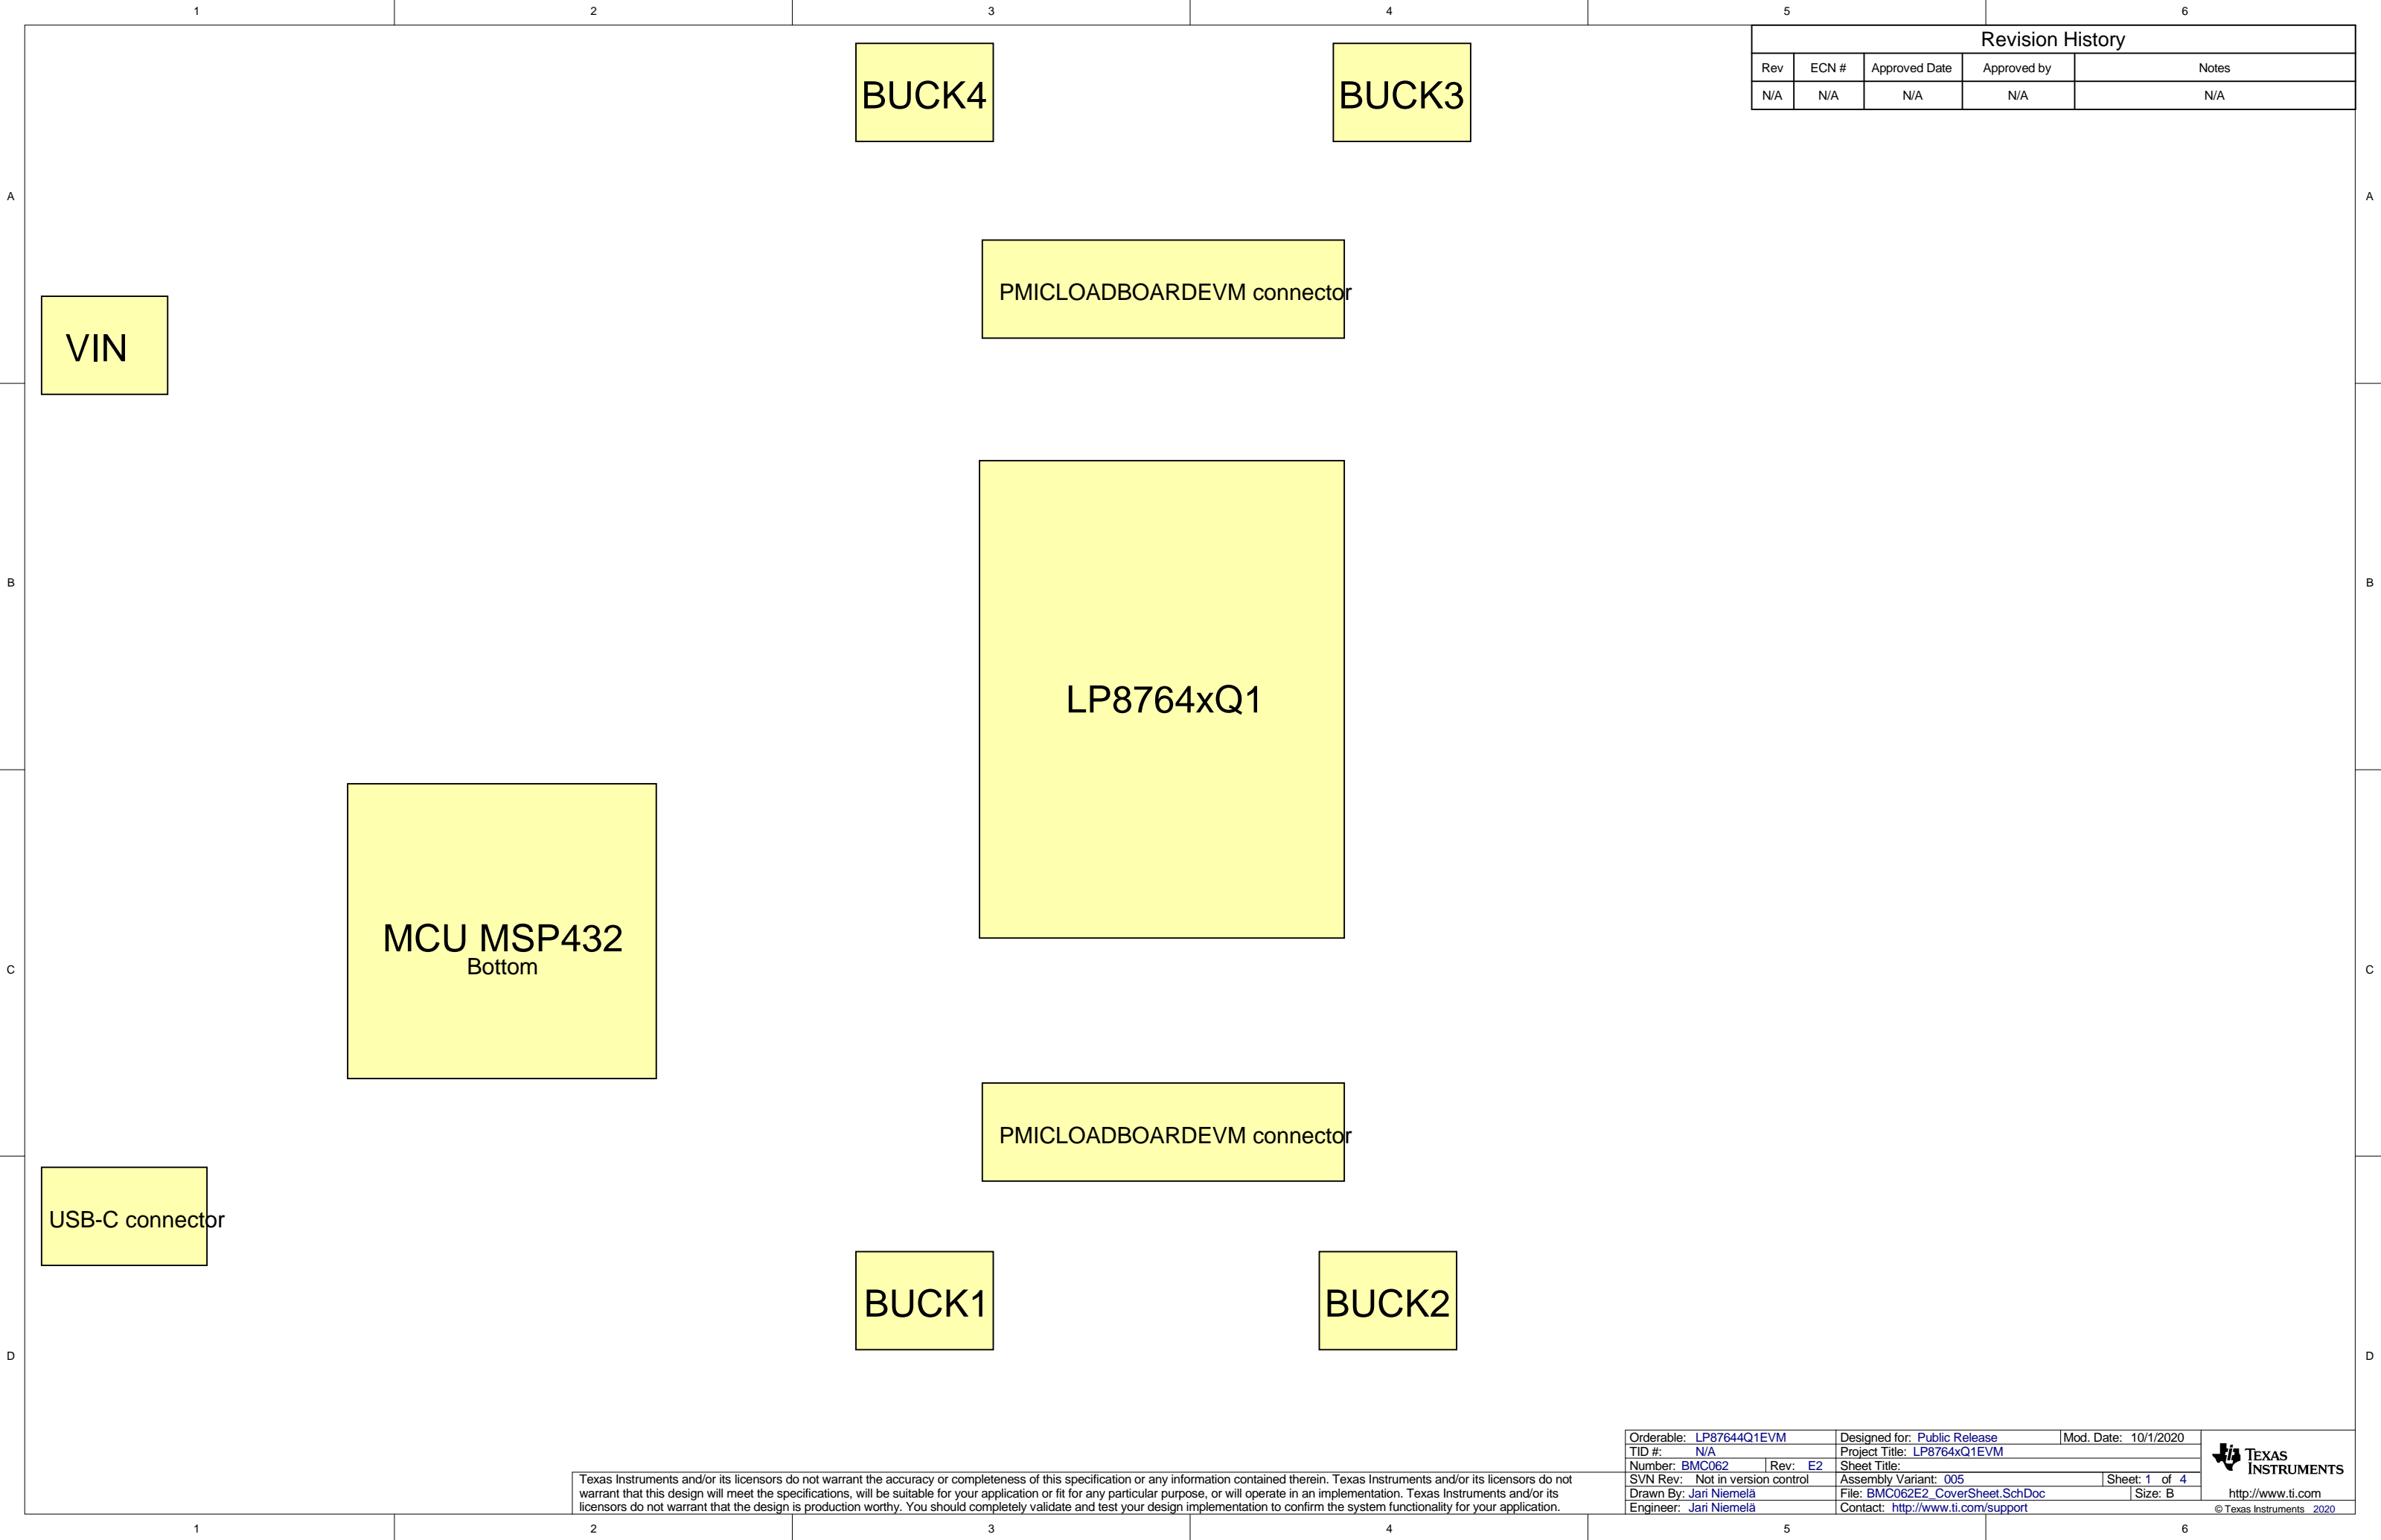 1 2 3 4 5 6
Revision History
Rev ECN # Approved Date Approved by Notes
N/A N/A N/A N/A N/A
BUCK4 BUCK3
A A
PMICLOADBOARDEVM connector
VIN
B B
LP8764xQ1
MCU MSP432
Bottom
C C
PMICLOADBOARDEVM connector
USB-C connector
BUCK1 BUCK2
D D
Orderable: LP87644Q1EVM Designed for: Public Release Mod. Date: 10/1/2020
TID #: N/A Project Title: LP8764xQ1EVM
Number: BMC062 Rev: E2 Sheet Title:
SVN Rev: Not in version control Assembly Variant: 005 Sheet: 1 of 4
Drawn By: Jari Niemelä File: BMC062E2_CoverSheet.SchDoc Size: B
Engineer: Jari Niemelä Contact: http://www.ti.com/support
TEXAS
INSTRUMENTS
http://www.ti.com
© Texas Instruments 2020
Texas Instruments and/or its licensors do not warrant the accuracy or completeness of this specification or any information contained therein. Texas Instruments and/or its licensors do not
warrant that this design will meet the specifications, will be suitable for your application or fit for any particular purpose, or will operate in an implementation. Texas Instruments and/or its
licensors do not warrant that the design is production worthy. You should completely validate and test your design implementation to confirm the system functionality for your application.
1 2 3 4 5 6